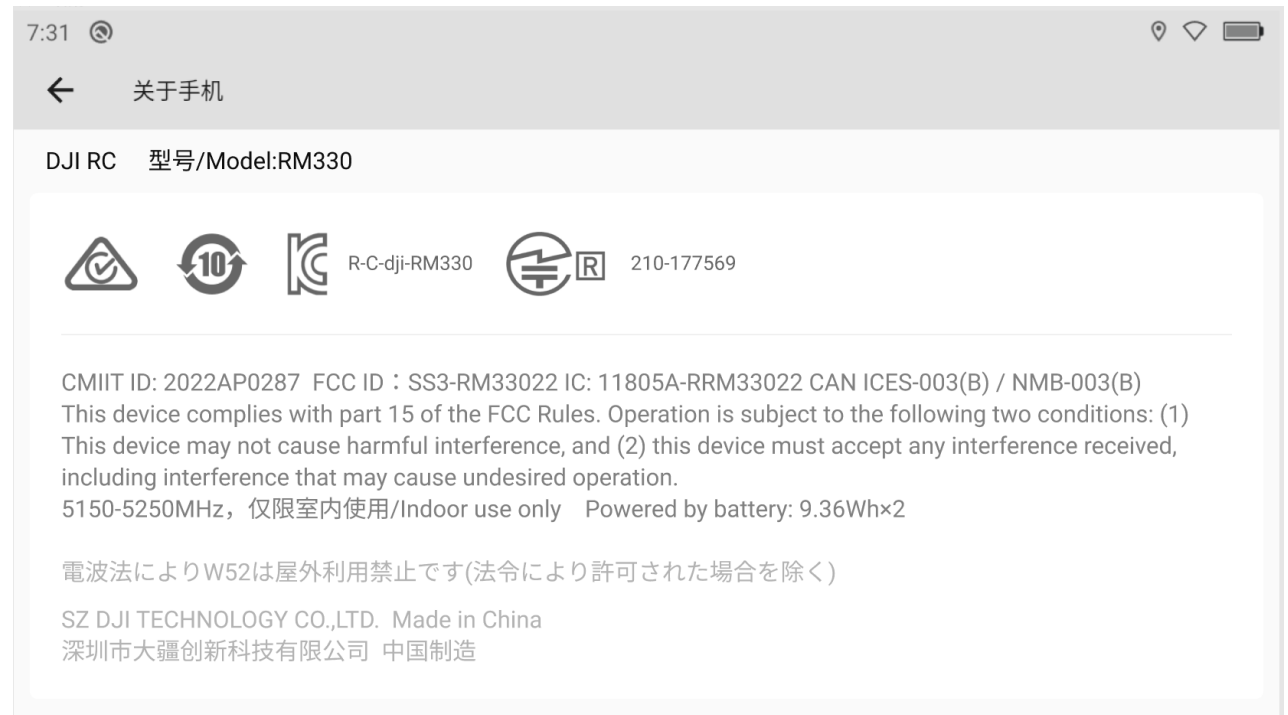 7:31
关于手机
DJI RC 型号/Model:RM330
10 R-C-dji-RM330 R 210-177569
CMIIT ID: 2022AP0287 FCC ID：SS3-RM33022 IC: 11805A-RRM33022 CAN ICES-003(B) / NMB-003(B)
This device complies with part 15 of the FCC Rules. Operation is subject to the following two conditions: (1)
This device may not cause harmful interference, and (2) this device must accept any interference received,
including interference that may cause undesired operation.
5150-5250MHz，仅限室内使用/Indoor use only Powered by battery: 9.36Wh×2
電波法によりW52は屋外利用禁止です(法令により許可された場合を除く)
SZ DJI TECHNOLOGY CO.,LTD. Made in China
深圳市大疆创新科技有限公司 中国制造